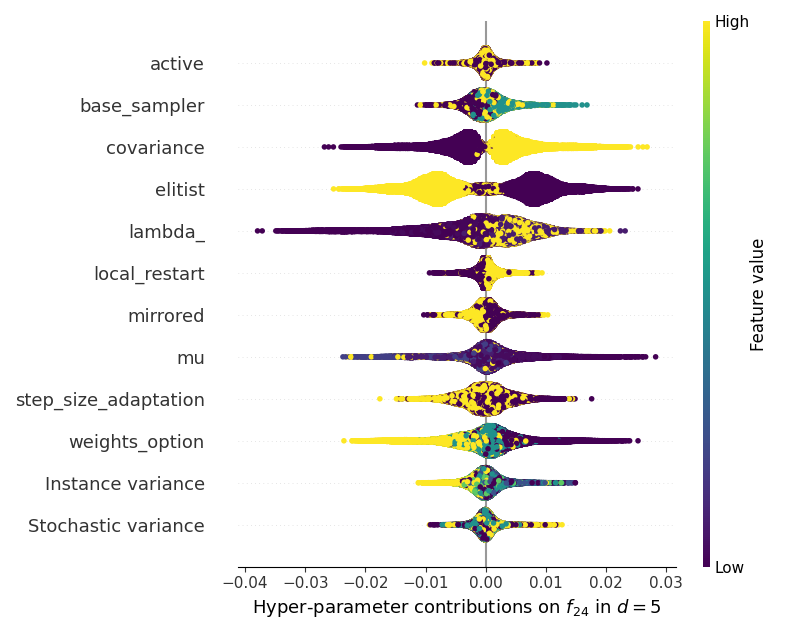 High
active
base_sampler
covariance
elitist
lambda_
local_restart
mirrored
mu
step_size_adaptation
weights_option
Instance variance
Stochastic variance
Feature value
Low
−0.04 −0.03 −0.02 −0.01 0.00 0.01 0.02 0.03
Hyper-parameter contributions on f₂₄ in d = 5